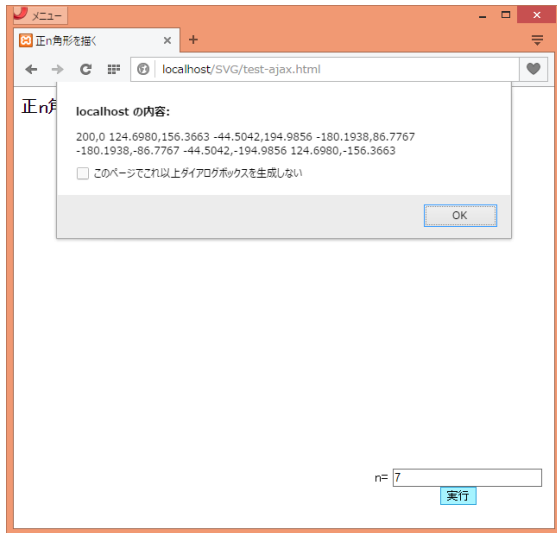 メニュー
正n角形を描く
localhost/SVG/test-ajax.html
正n角
localhost の内容:
200,0 124.6980,156.3663 -44.5042,194.9856 -180.1938,86.7767
-180.1938,-86.7767 -44.5042,-194.9856 124.6980,-156.3663
このページでこれ以上ダイアログボックスを生成しない
OK
n= 7
実行